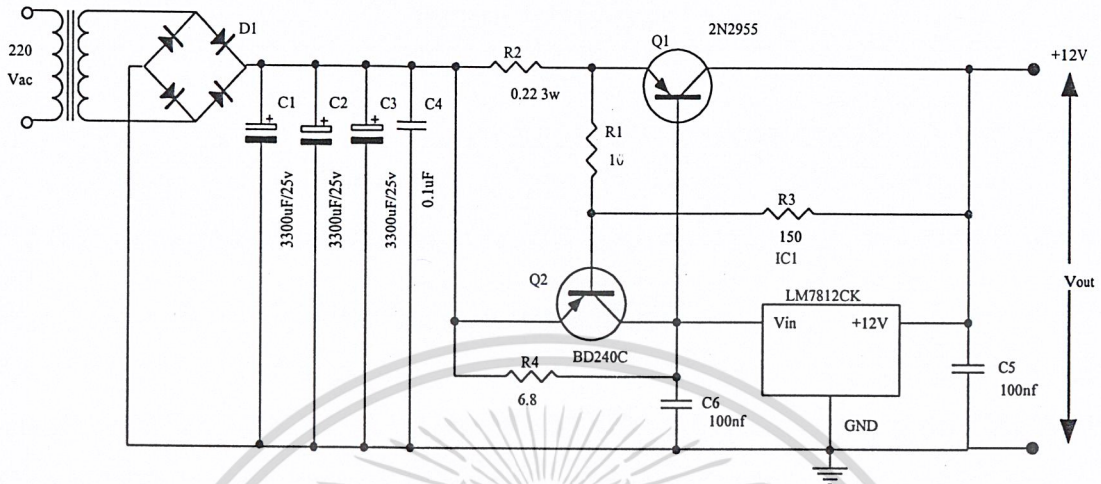 220
Vac
D1
C1
+
3300uF/25v
C2
+
3300uF/25v
C3
+
3300uF/25v
C4
0.1uF
R2
0.22 3w
Q1
2N2955
+12V
R1
10
R3
150
IC1
Q2
BD240C
LM7812CK
Vin
+12V
GND
R4
6.8
C6
100nf
C5
100nf
Vout